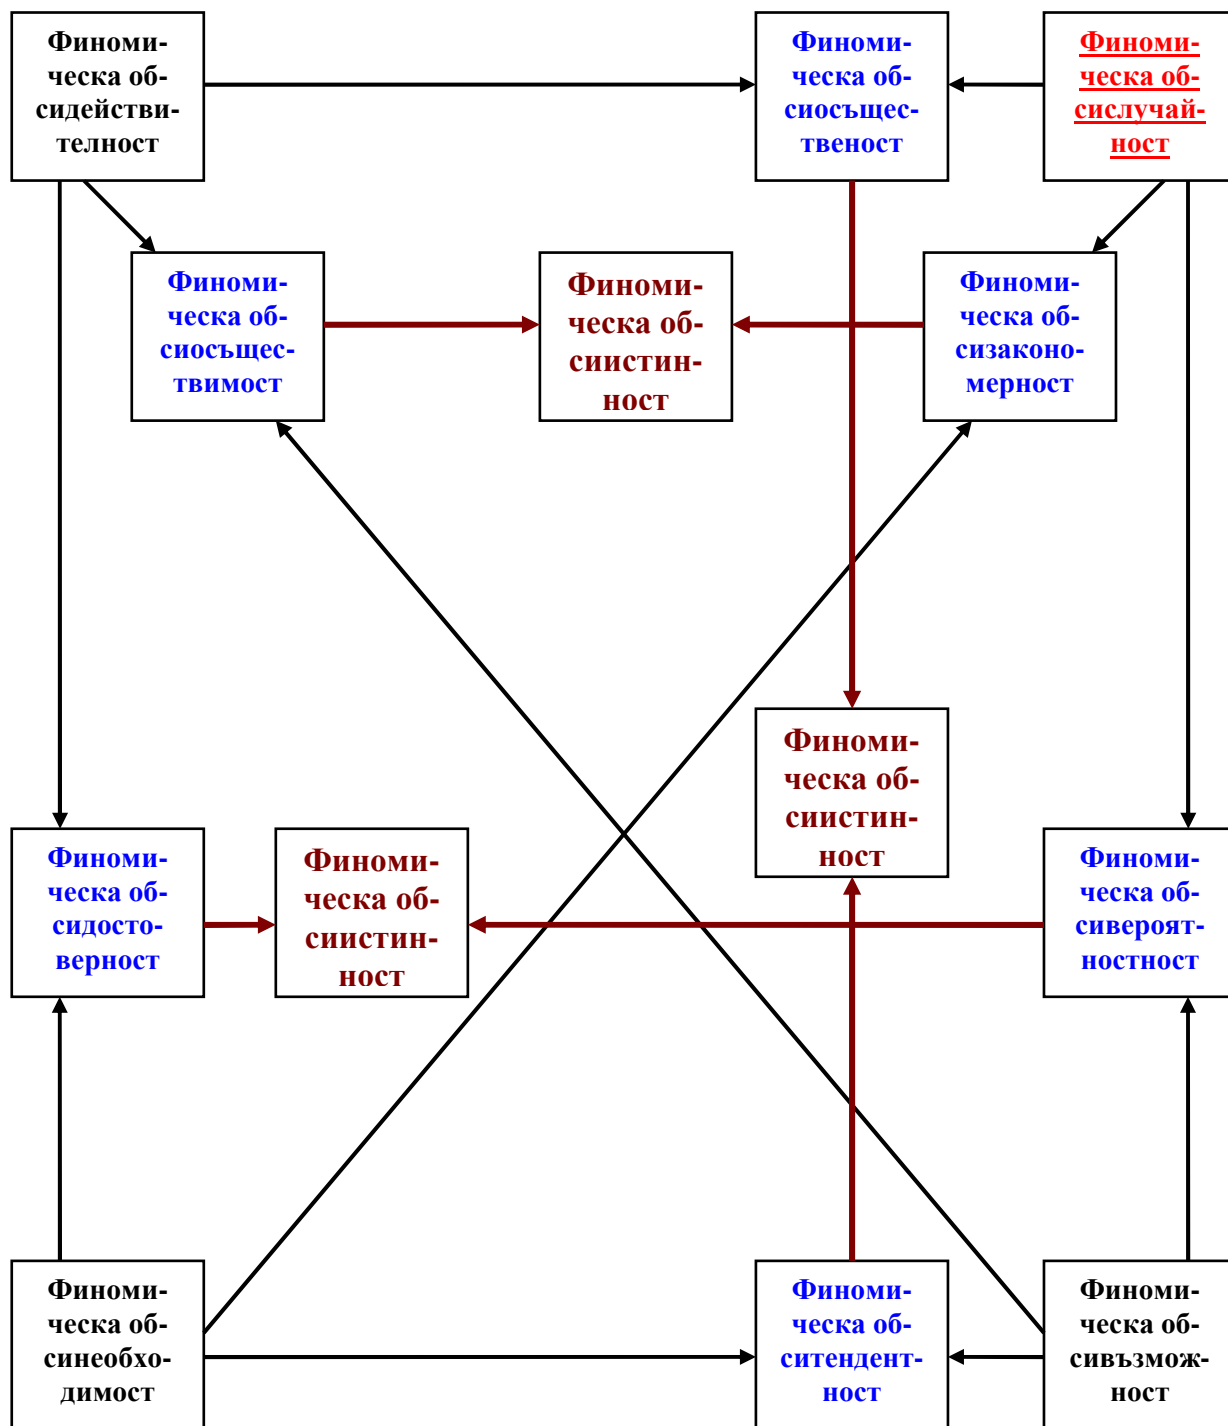 Финоми-
ческа об-
сидействи-
телност
Финоми-
ческа об-
сиосъщес-
твеност
Финоми-
ческа об-
сислучай-
ност
Финоми-
ческа об-
сиосъщес-
твимост
Финоми-
ческа об-
сиистин-
ност
Финоми-
ческа об-
сизаконо-
мерност
Финоми-
ческа об-
сиистин-
ност
Финоми-
ческа об-
сидосто-
верност
Финоми-
ческа об-
сиистин-
ност
Финоми-
ческа об-
сивероят-
ностност
Финоми-
ческа об-
синеобхо-
димост
Финоми-
ческа об-
ситендент-
ност
Финоми-
ческа об-
сивъзмож-
ност